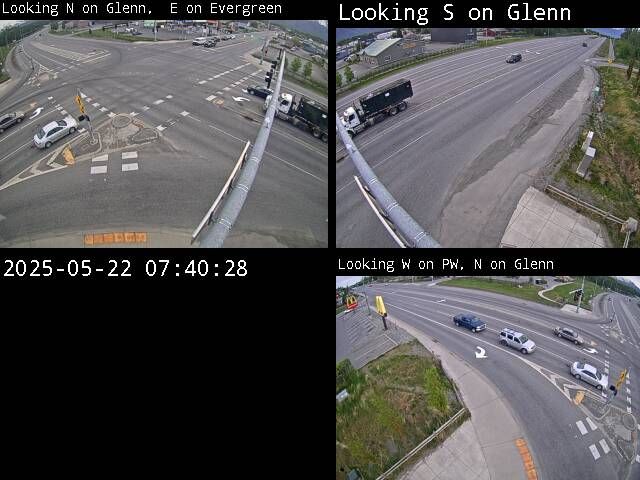 Looking N on Glenn,  E on Evergreen
Looking S on Glenn
2025-05-22 07:40:28
Looking W on PW, N on Glenn